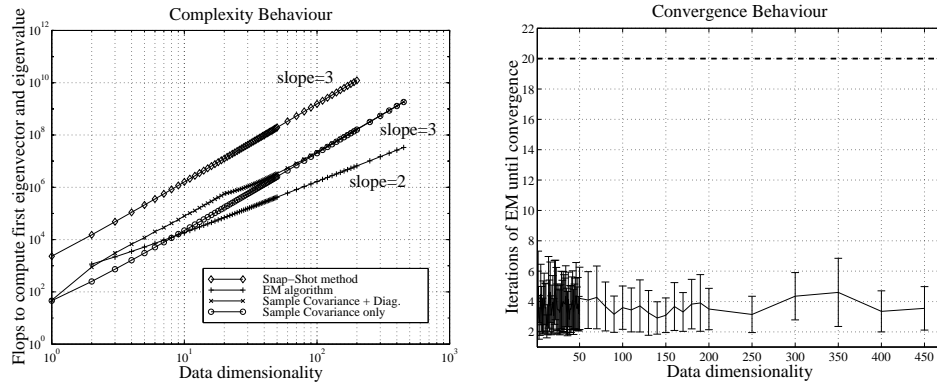 Complexity Behaviour
Flops to compute first eigenvector and eigenvalue
10^12
10^10
10^8
10^6
10^4
10^2
10^0
slope=3
slope=3
slope=2
Snap-Shot method
EM algorithm
Sample Covariance + Diag.
Sample Covariance only
10^0
10^1
10^2
10^3
Data dimensionality
Convergence Behaviour
Iterations of EM until convergence
22
20
18
16
14
12
10
8
6
4
2
50
100
150
200
250
300
350
400
450
Data dimensionality